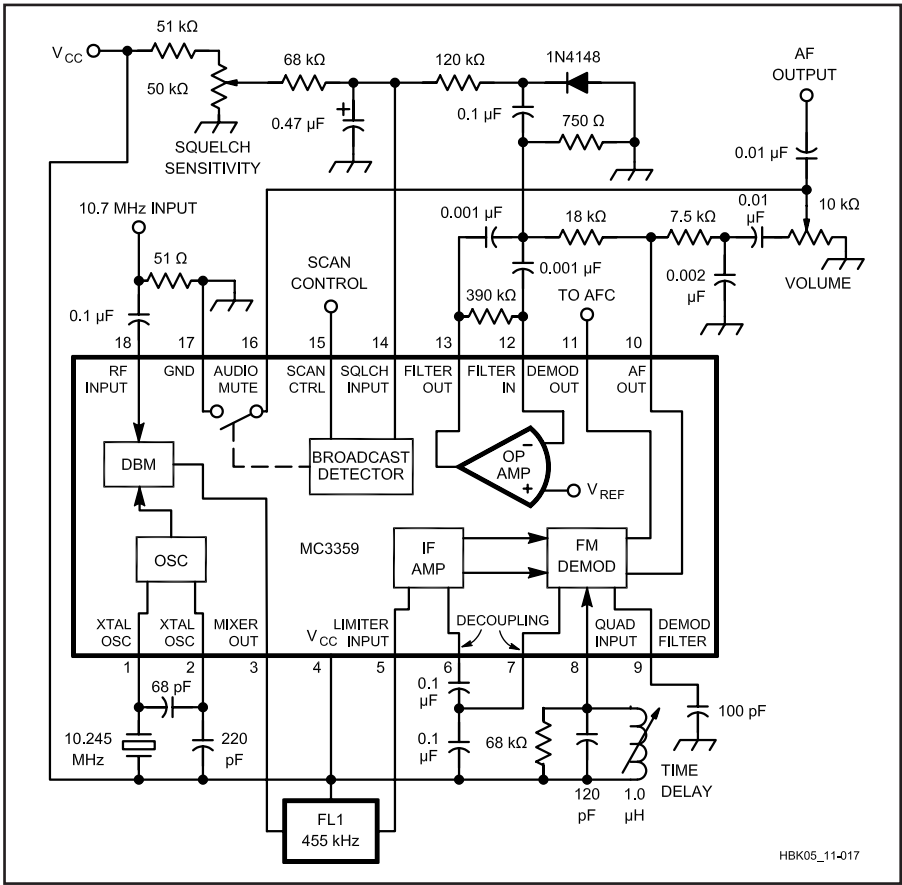 51 kΩ
V CC
50 kΩ
SQUELCH
SENSITIVITY
68 kΩ
+
0.47 µF
120 kΩ
0.1 µF
1N4148
750 Ω
AF
OUTPUT
0.01 µF
10.7 MHz INPUT
51 Ω
0.1 µF
SCAN
CONTROL
0.001 µF
18 kΩ
0.001 µF
390 kΩ
TO AFC
7.5 kΩ
0.002
µF
0.01
µF
10 kΩ
VOLUME
18
17
16
15
14
13
12
11
10
RF
INPUT
GND
AUDIO
MUTE
SCAN
CTRL
SQLCH
INPUT
FILTER
OUT
FILTER
IN
DEMOD
OUT
AF
OUT
DBM
BROADCAST
DETECTOR
OP
AMP
−
+
V REF
OSC
MC3359
IF
AMP
FM
DEMOD
XTAL
OSC
XTAL
OSC
MIXER
OUT
V CC
LIMITER
INPUT
DECOUPLING
QUAD
INPUT
DEMOD
FILTER
1
2
3
4
5
6
7
8
9
68 pF
10.245
MHz
220
pF
0.1
µF
0.1
µF
68 kΩ
120
pF
1.0
µH
TIME
DELAY
100 pF
FL1
455 kHz
HBK05_11-017